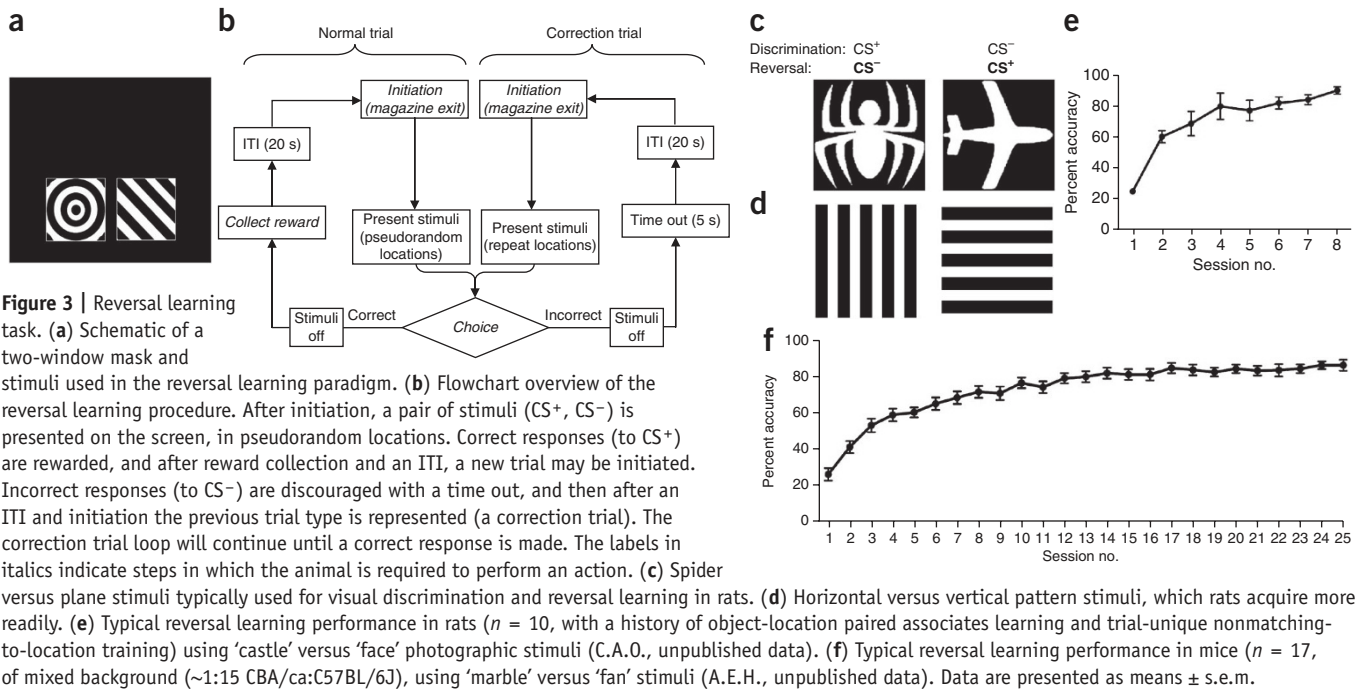 a
b
Normal trial
Correction trial
Initiation
(magazine exit)
Initiation
(magazine exit)
ITI (20 s)
ITI (20 s)
Collect reward
Present stimuli
(pseudorandom
locations)
Present stimuli
(repeat locations)
Time out (5 s)
Stimuli
off
Correct
Choice
Incorrect
Stimuli
off
c
Discrimination: CS⁺ CS⁻
Reversal: CS⁻ CS⁺
d
e
Percent accuracy
100
80
60
40
20
0
1 2 3 4 5 6 7 8
Session no.
f
Percent accuracy
100
80
60
40
20
0
1 2 3 4 5 6 7 8 9 10 11 12 13 14 15 16 17 18 19 20 21 22 23 24 25
Session no.
Figure 3 | Reversal learning
task. (a) Schematic of a
two-window mask and
stimuli used in the reversal learning paradigm. (b) Flowchart overview of the
reversal learning procedure. After initiation, a pair of stimuli (CS⁺, CS⁻) is
presented on the screen, in pseudorandom locations. Correct responses (to CS⁺)
are rewarded, and after reward collection and an ITI, a new trial may be initiated.
Incorrect responses (to CS⁻) are discouraged with a time out, and then after an
ITI and initiation the previous trial type is represented (a correction trial). The
correction trial loop will continue until a correct response is made. The labels in
italics indicate steps in which the animal is required to perform an action. (c) Spider
versus plane stimuli typically used for visual discrimination and reversal learning in rats. (d) Horizontal versus vertical pattern stimuli, which rats acquire more
readily. (e) Typical reversal learning performance in rats (n = 10, with a history of object-location paired associates learning and trial-unique nonmatching-
to-location training) using ‘castle’ versus ‘face’ photographic stimuli (C.A.O., unpublished data). (f) Typical reversal learning performance in mice (n = 17,
of mixed background (~1:15 CBA/ca:C57BL/6J), using ‘marble’ versus ‘fan’ stimuli (A.E.H., unpublished data). Data are presented as means ± s.e.m.